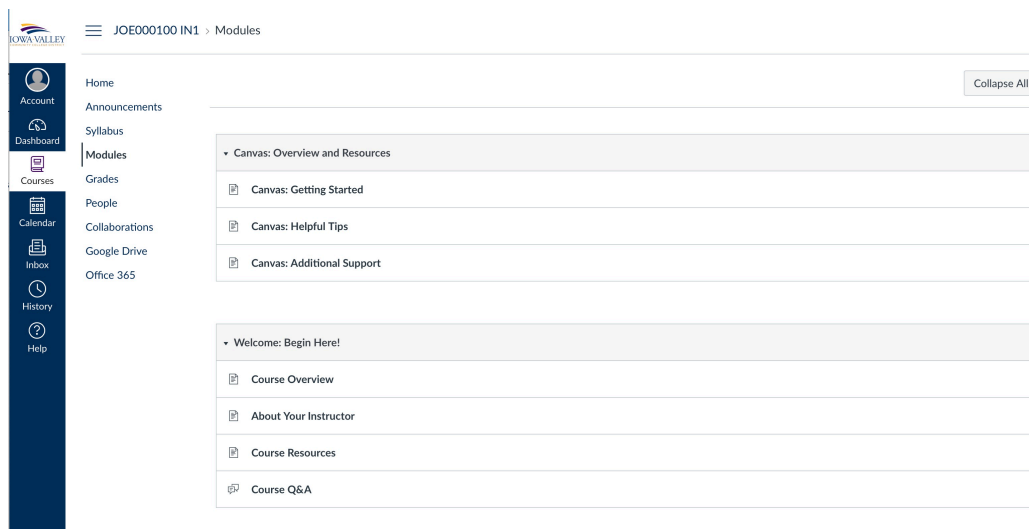 IOWA VALLEY
JOE000100 IN1 > Modules
Account
Dashboard
Courses
Calendar
Inbox
History
Help
Home
Announcements
Syllabus
Modules
Grades
People
Collaborations
Google Drive
Office 365
Collapse All
Canvas: Overview and Resources
Canvas: Getting Started
Canvas: Helpful Tips
Canvas: Additional Support
Welcome: Begin Here!
Course Overview
About Your Instructor
Course Resources
Course Q&A